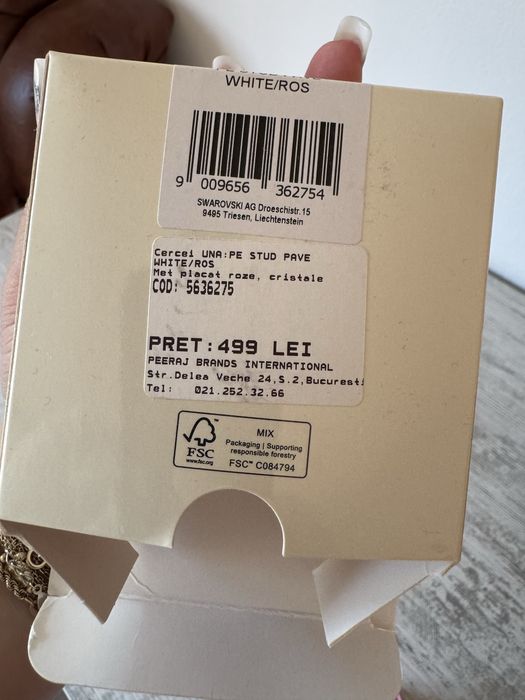 WHITE/ROS
9 009656 362754
SWAROVSKI AG Droeschistr.15
9495 Triesen, Liechtenstein
Cercei UNA:PE STUD PAVE
WHITE/ROS
Met placat roze, cristale
COD: 5636275
PRET:499 LEI
PEERAJ BRANDS INTERNATIONAL
Str.Delea Veche 24,S.2,Bucuresti
Tel: 021.252.32.66
FSC
www.fsc.org
MIX
Packaging | Supporting
responsible forestry
FSC™ C084794